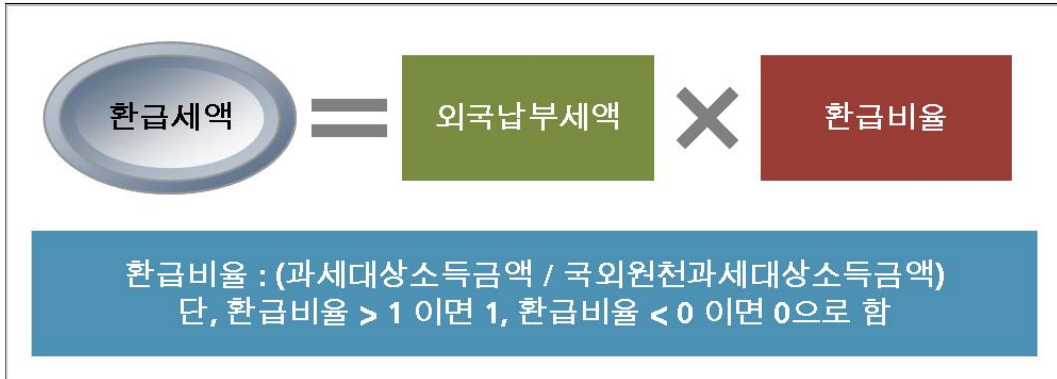 환급세액 = 외국납부세액 × 환급비율
환급비율 : (과세대상소득금액 / 국외원천과세대상소득금액)
단, 환급비율 > 1 이면 1, 환급비율 < 0 이면 0으로 함